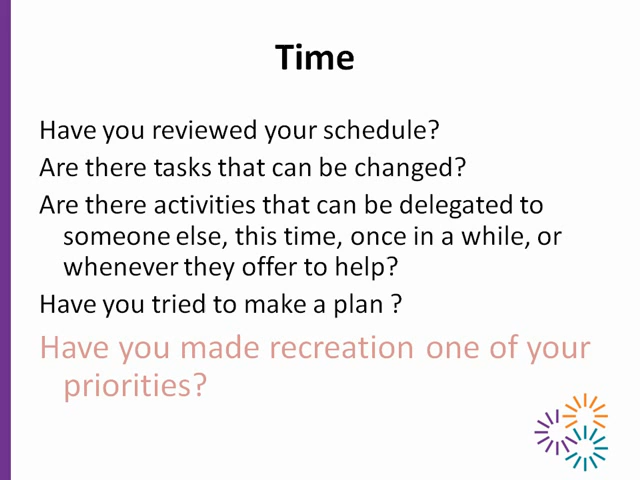 Time
Have you reviewed your schedule?
Are there tasks that can be changed?
Are there activities that can be delegated to
someone else, this time, once in a while, or
whenever they offer to help?
Have you tried to make a plan ?
Have you made recreation one of your
priorities?